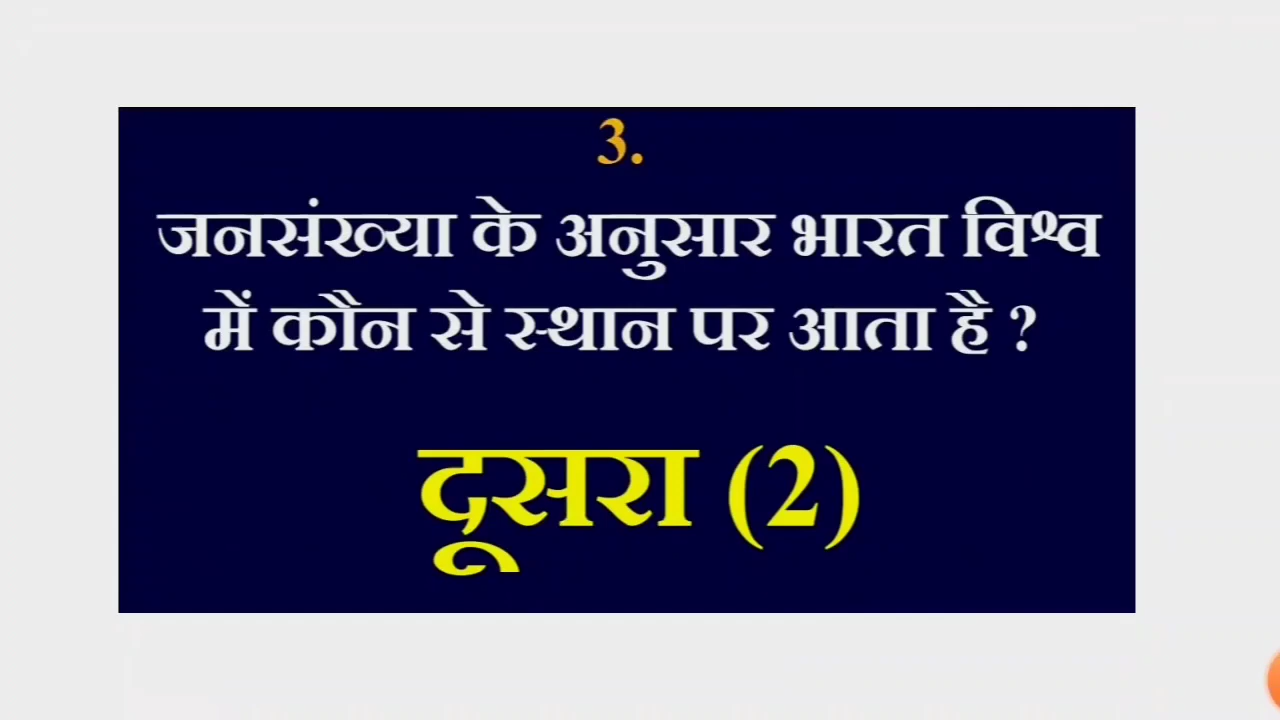 3.
जनसंख्या के अनुसार भारत विश्व
में कौन से स्थान पर आता है ?
दूसरा (2)